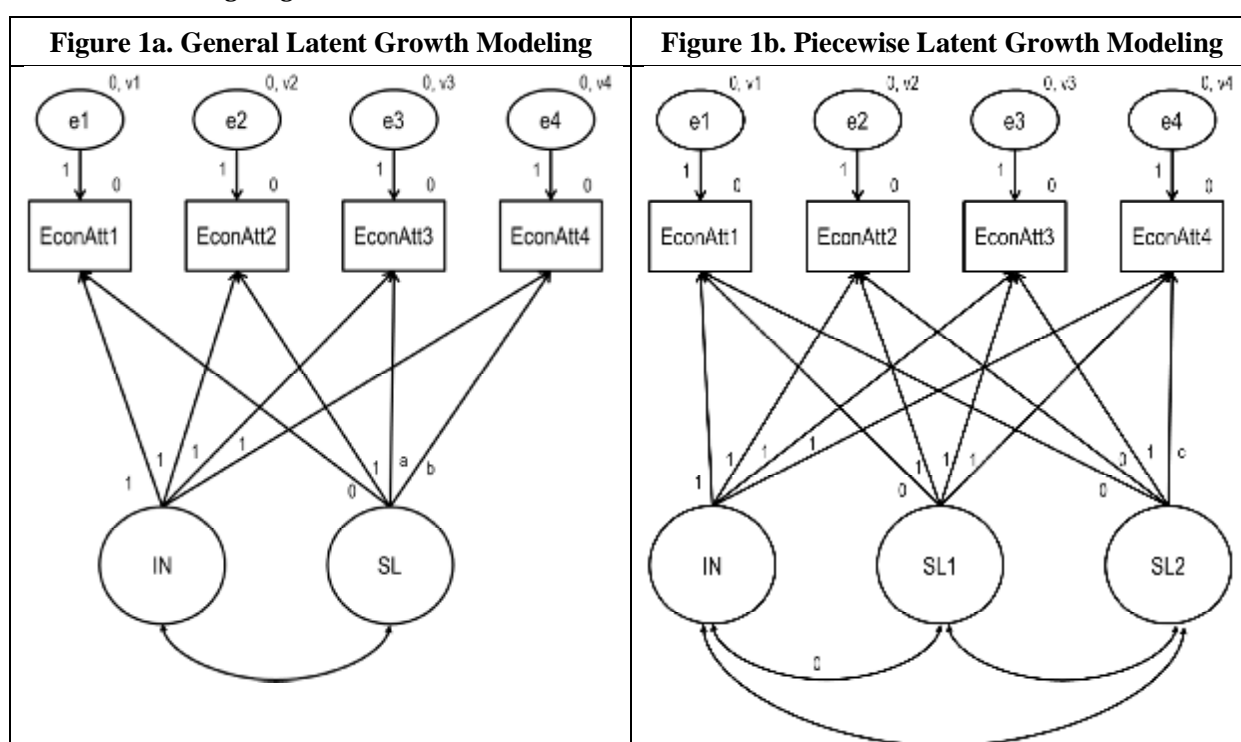 Figure 1a. General Latent Growth Modeling
0, v1 0, v2 0, v3 0, v4
e1 e2 e3 e4
1 1 1 1
0 0 0 0
EconAtt1 EconAtt2 EconAtt3 EconAtt4
1 1 1 1 0 1 a b
IN SL
Figure 1b. Piecewise Latent Growth Modeling
0, v1 0, v2 0, v3 0, v4
e1 e2 e3 e4
1 1 1 1
0 0 0 0
EconAtt1 EconAtt2 EconAtt3 EconAtt4
1 1 1 1 0 1 1 1 0 0 1 c
IN SL1 SL2
0